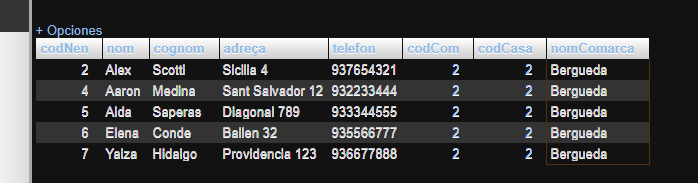 + Opciones
codNen nom cognom adreça telefon codCom codCasa nomComarca
2 Alex Scotti Sicilia 4 937654321 2 2 Bergueda
4 Aaron Medina Sant Salvador 12 932233444 2 2 Bergueda
5 Aida Saperas Diagonal 789 933344555 2 2 Bergueda
6 Elena Conde Bailen 32 935566777 2 2 Bergueda
7 Yaiza Hidalgo Providencia 123 936677888 2 2 Bergueda